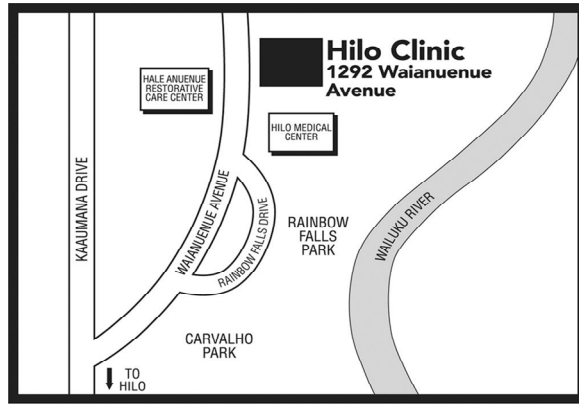 Hilo Clinic
1292 Waianuenue
Avenue
HALE ANUENUE
RESTORATIVE
CARE CENTER
HILO MEDICAL
CENTER
KAAUMANA DRIVE
WAIANUENUE AVENUE
RAINBOW FALLS DRIVE
RAINBOW
FALLS
PARK
WAILUKU RIVER
CARVALHO
PARK
TO
HILO